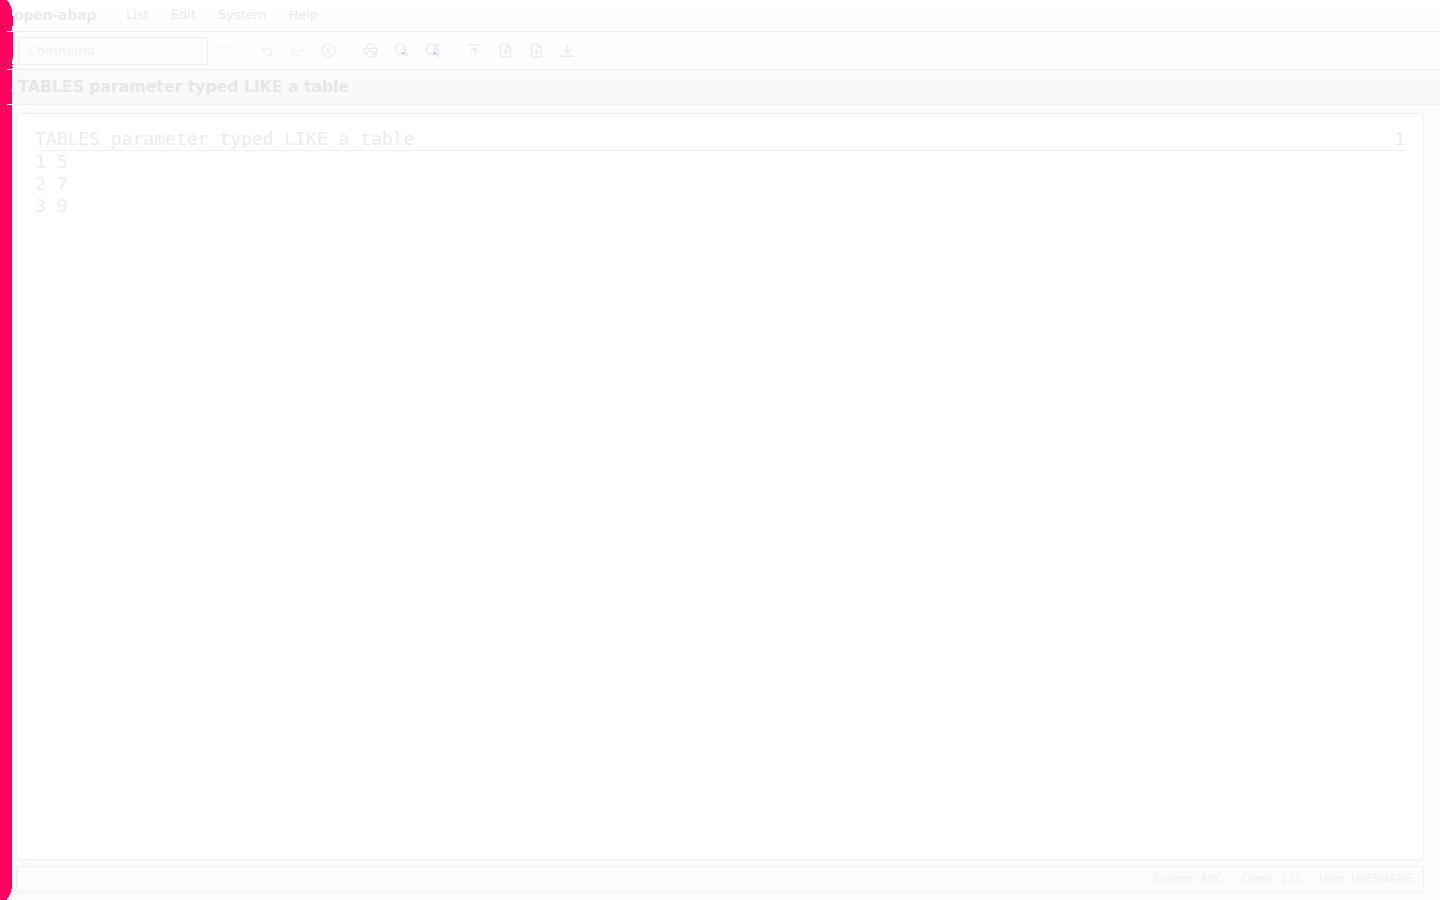 open-abap List Edit System Help
Command
TABLES parameter typed LIKE a table
TABLES parameter typed LIKE a table 1
1 5
2 7
3 9
System: ABC Client: 123 User: USERNAME